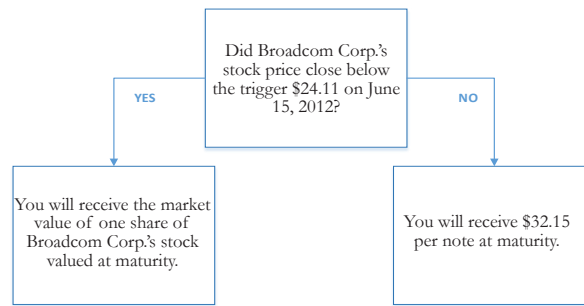 Did Broadcom Corp.'s
stock price close below
the trigger $24.11 on June
15, 2012?
YES
NO
You will receive the market
value of one share of
Broadcom Corp.'s stock
valued at maturity.
You will receive $32.15
per note at maturity.